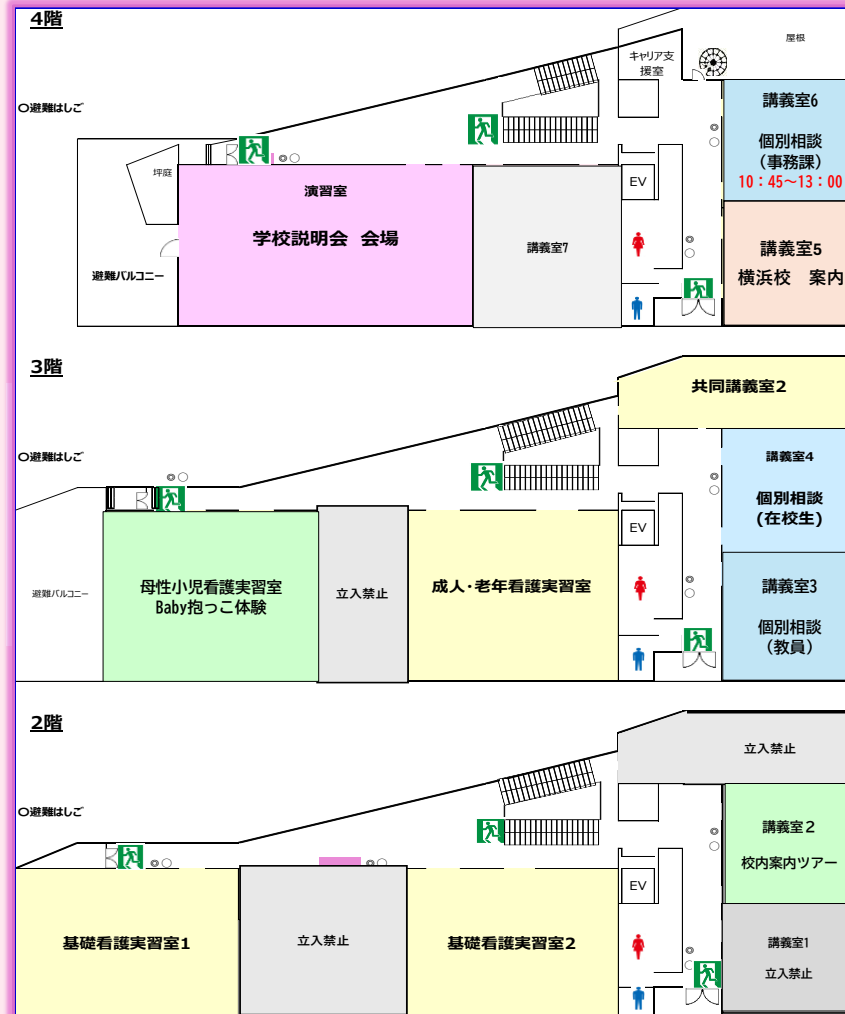 4階
屋根
キャリア支
援室
〇避難はしご
講義室6
個別相談
（事務課）
10：45～13：00
坪庭
演習室
学校説明会 会場
EV
講義室7
講義室5
横浜校 案内
避難バルコニー
3階
共同講義室2
〇避難はしご
講義室4
個別相談
(在校生)
EV
母性小児看護実習室
Baby抱っこ体験
立入禁止
成人・老年看護実習室
講義室3
避難バルコニー
個別相談
（教員）
2階
立入禁止
〇避難はしご
講義室２
校内案内ツアー
EV
基礎看護実習室1
立入禁止
基礎看護実習室2
講義室1
立入禁止